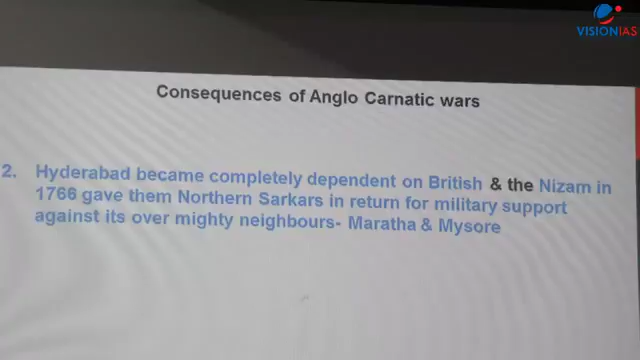 VISIONIAS
Consequences of Anglo Carnatic wars
2. Hyderabad became completely dependent on British & the Nizam in
1766 gave them Northern Sarkars in return for military support
against its over mighty neighbours- Maratha & Mysore